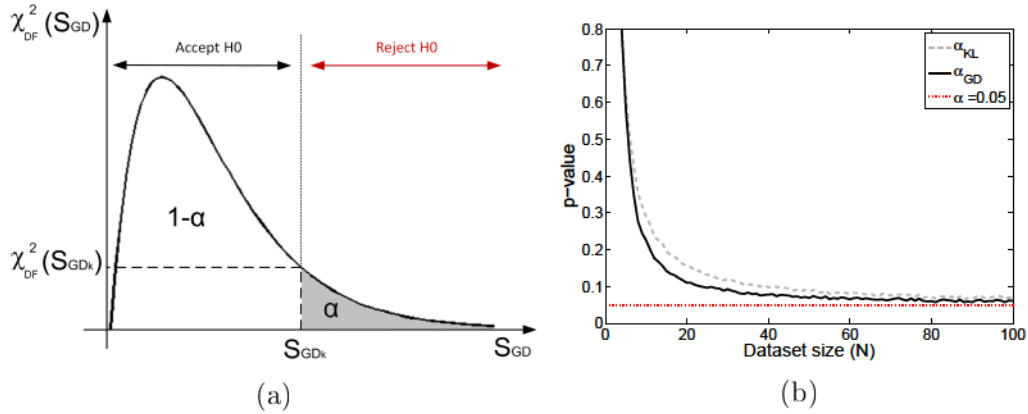 χ²DF(SGD)
Accept H0
Reject H0
1-α
χ²DF(SGDk)
α
SGDk
SGD
(a)
0.8
0.7
0.6
0.5
0.4
0.3
0.2
0.1
0
p-value
αKL
αGD
α =0.05
0 20 40 60 80 100
Dataset size (N)
(b)